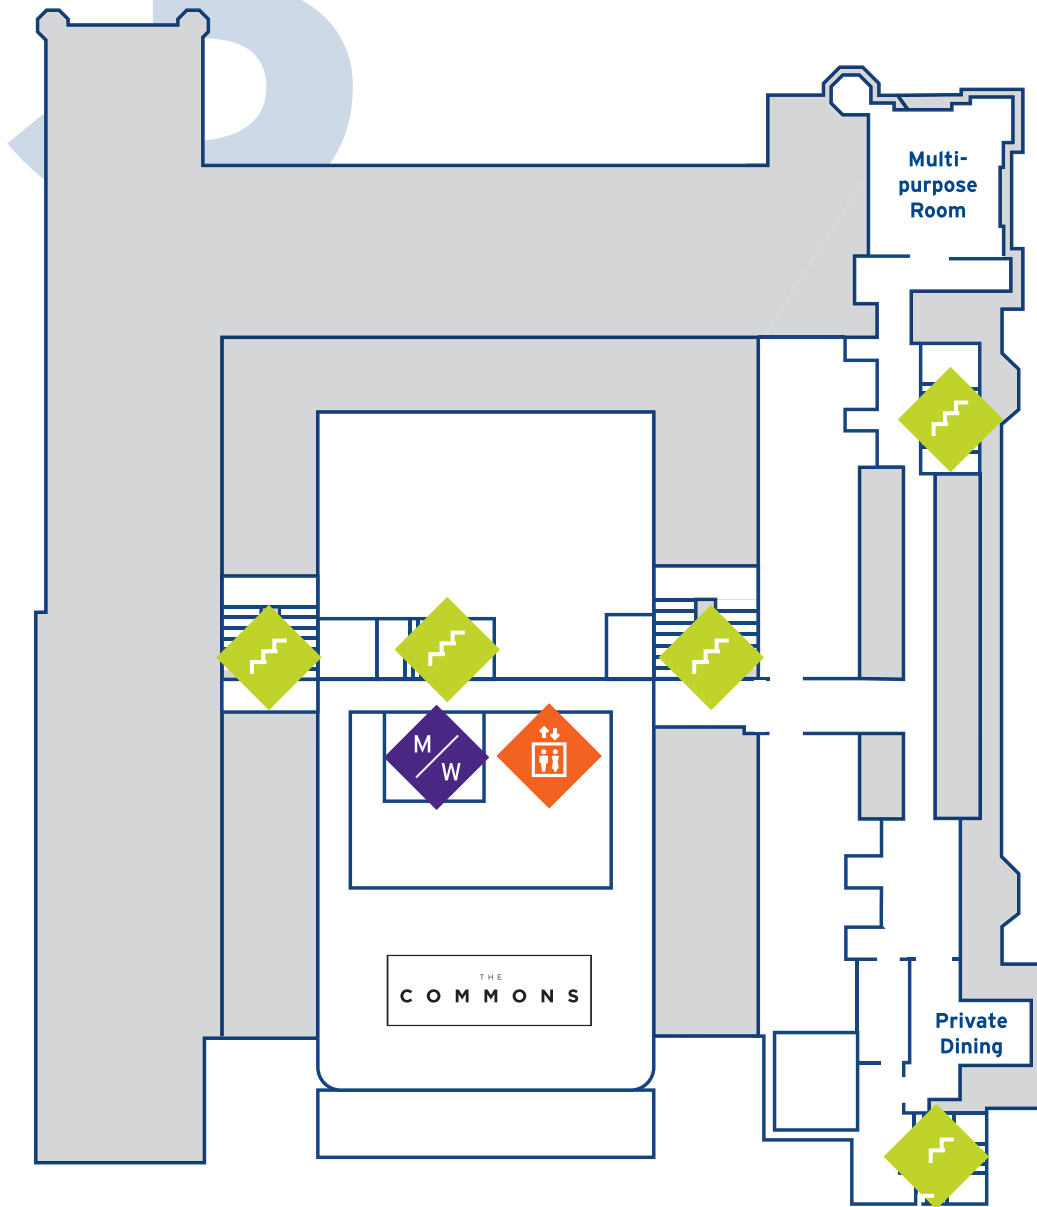 Multi-
purpose
Room
M
W
THE
COMMONS
Private
Dining